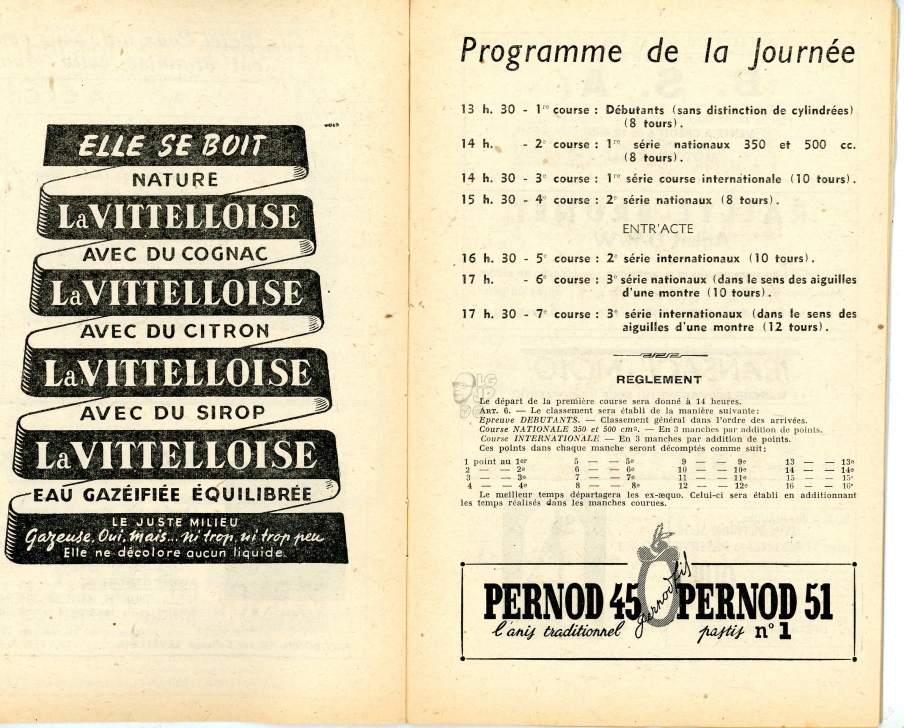 ELLE SE BOIT
NATURE
La VITTELLOISE
AVEC DU COGNAC
La VITTELLOISE
AVEC DU CITRON
La VITTELLOISE
AVEC DU SIROP
La VITTELLOISE
EAU GAZÉIFIÉE ÉQUILIBRÉE
LE JUSTE MILIEU
Gazeuse, Oui, mais... ni trop, ni trop peu
Elle ne décolore aucun liquide.
Programme de la Journée
13 h. 30 - 1re course : Débutants (sans distinction de cylindrées)
(8 tours).
14 h. - 2e course : 1re série nationaux 350 et 500 cc.
(8 tours).
14 h. 30 - 3e course : 1re série course internationale (10 tours).
15 h. 30 - 4e course : 2e série nationaux (8 tours).
ENTR'ACTE
16 h. 30 - 5e course : 2e série internationaux (10 tours).
17 h. - 6e course : 3e série nationaux (dans le sens des aiguilles
d'une montre (10 tours).
17 h. 30 - 7e course : 3e série internationaux (dans le sens des
aiguilles d'une montre (12 tours).
REGLEMENT
Le départ de la première course sera donné à 14 heures.
ART. 6. — Le classement sera établi de la manière suivante:
Epreuve DEBUTANTS. — Classement général dans l'ordre des arrivées.
Course NATIONALE 350 et 500 cm3. — En 3 manches par addition de points.
Course INTERNATIONALE — En 3 manches par addition de points.
Ces points dans chaque manche seront décomptés comme suit:
1 point au 1er 5 — — 5e 9 — — 9e 13 — — 13e
2 — — 2e 6 — — 6e 10 — — 10e 14 — — 14e
3 — — 3e 7 — — 7e 11 — — 11e 15 — — 15e
4 — — 4e 8 — — 8e 12 — — 12e 16 — — 16e
Le meilleur temps départagera les ex-æquo. Celui-ci sera établi en additionnant
les temps réalisés dans les manches courues.
PERNOD 45 Pernod fils PERNOD 51
l'anis traditionnel pastis n° 1